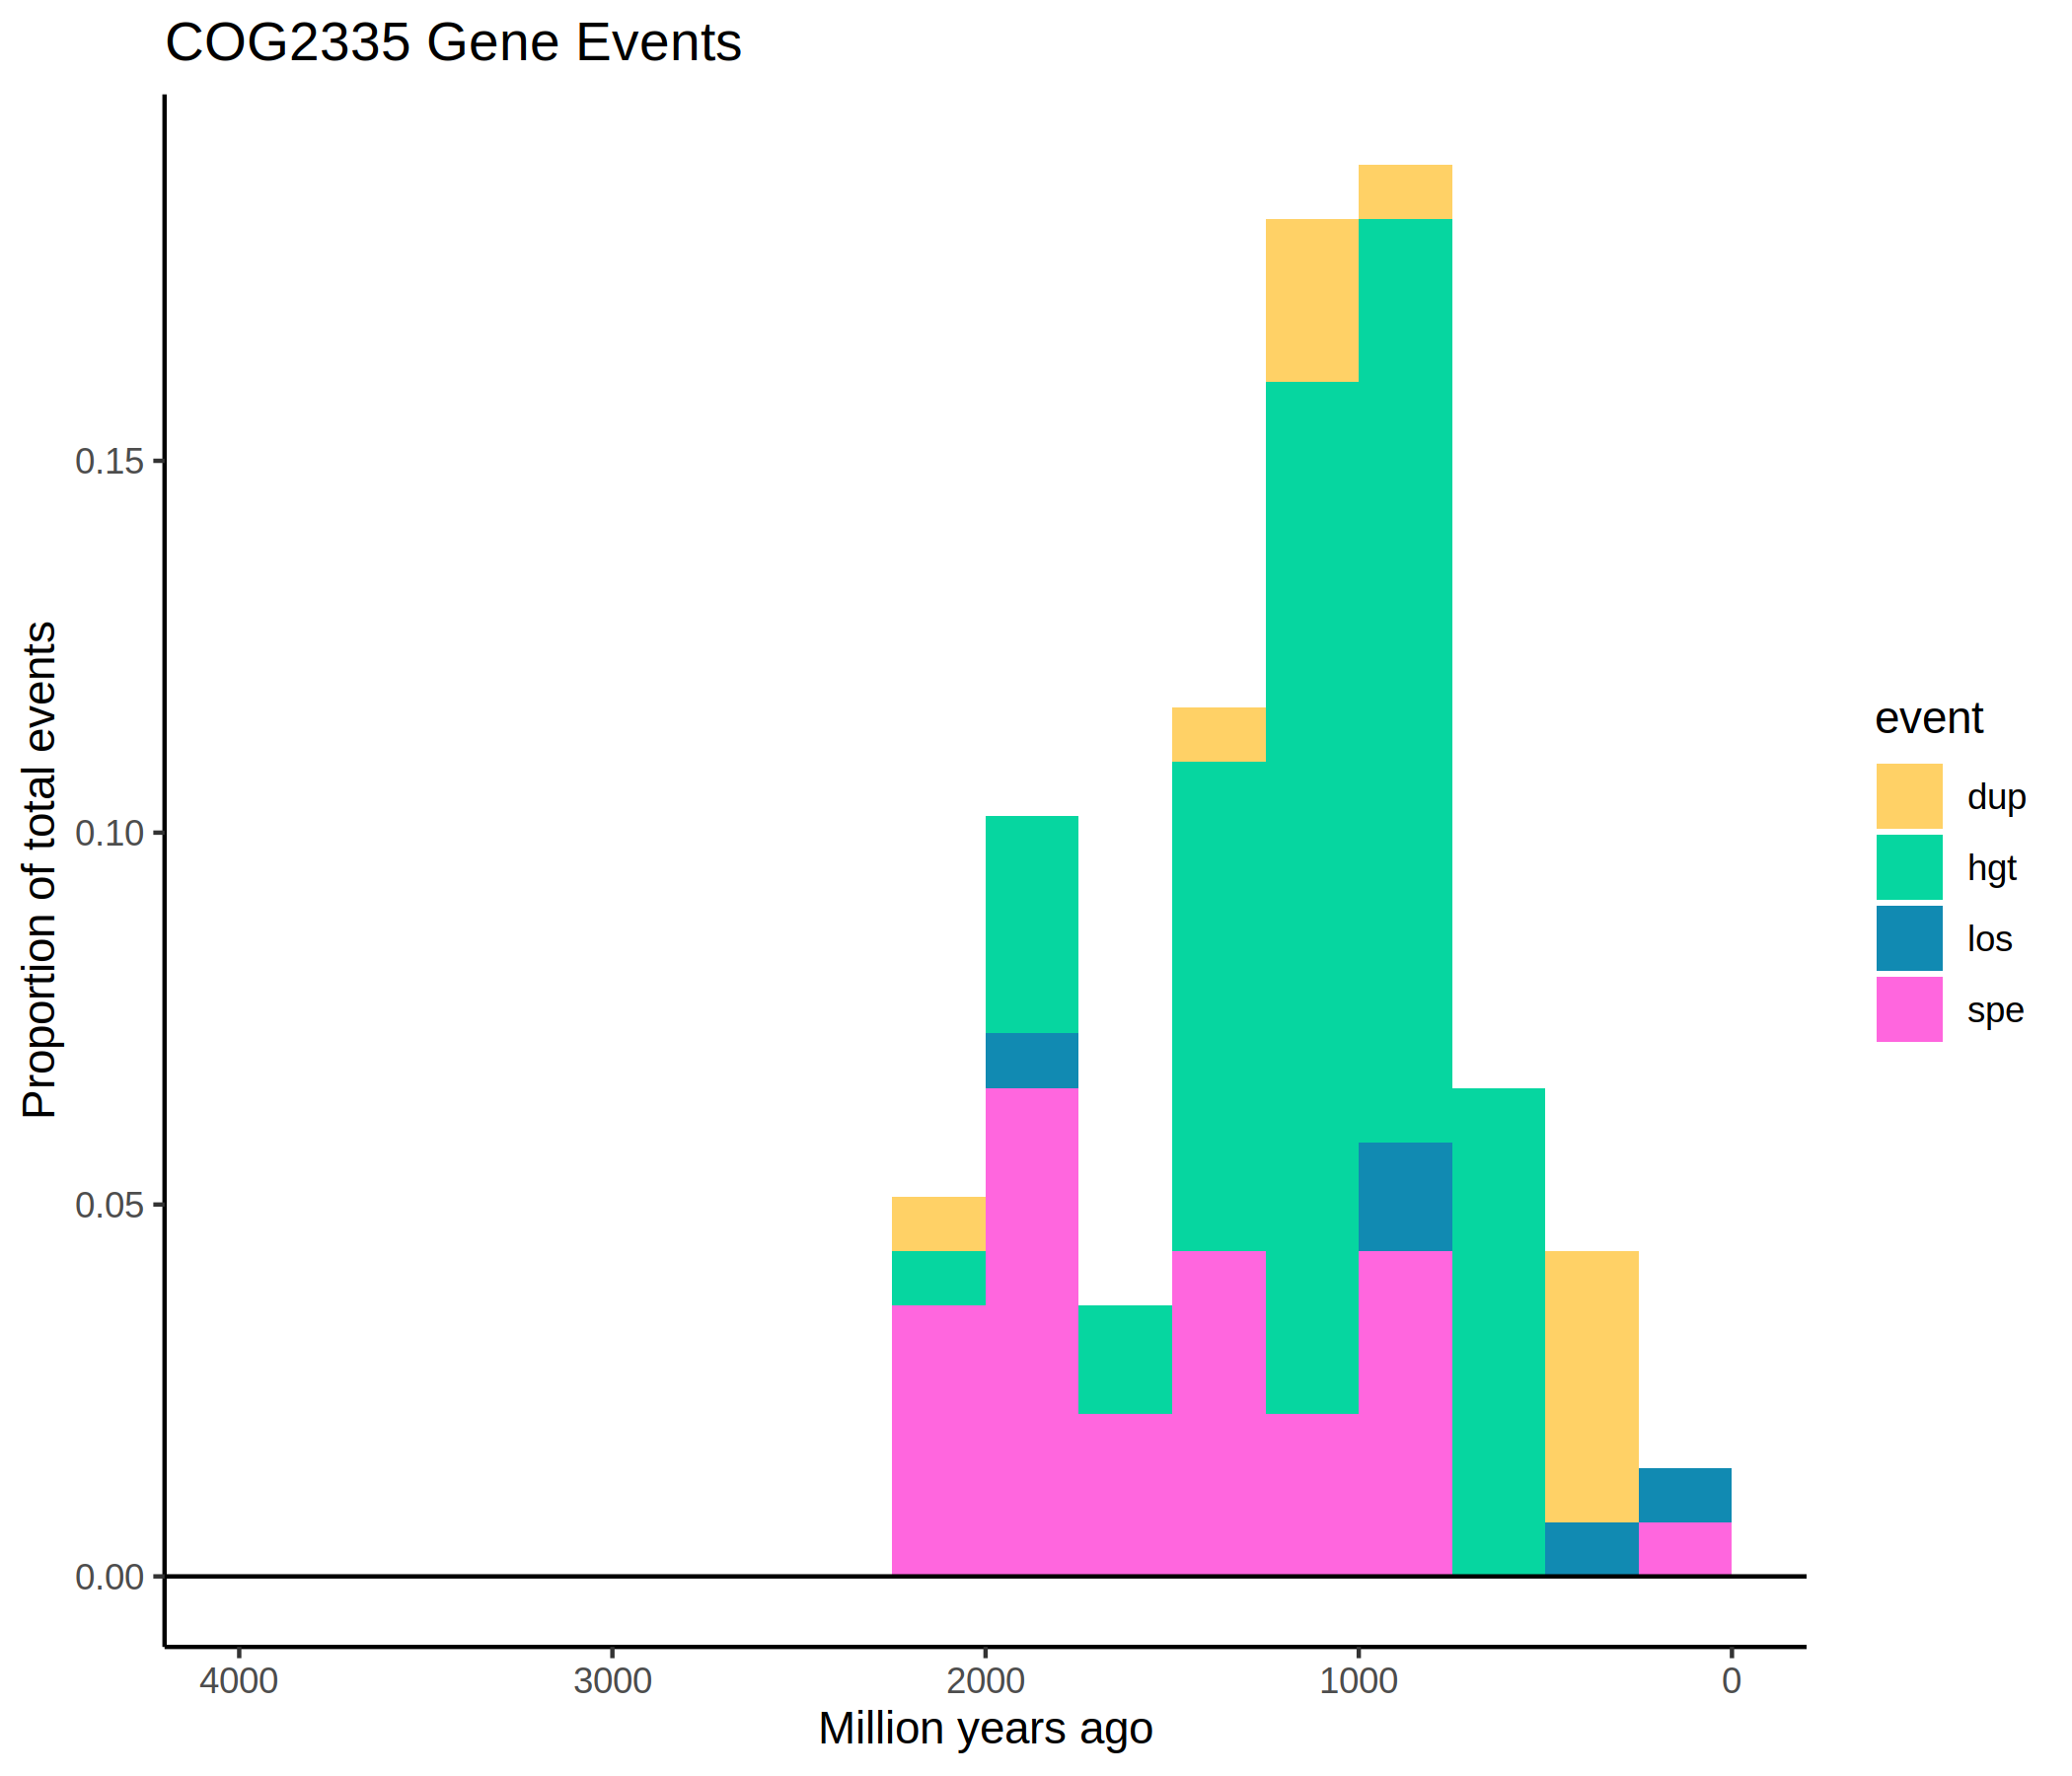 COG2335 Gene Events
Proportion of total events
0.15
0.10
0.05
0.00
4000 3000 2000 1000 0
Million years ago
event
dup
hgt
los
spe